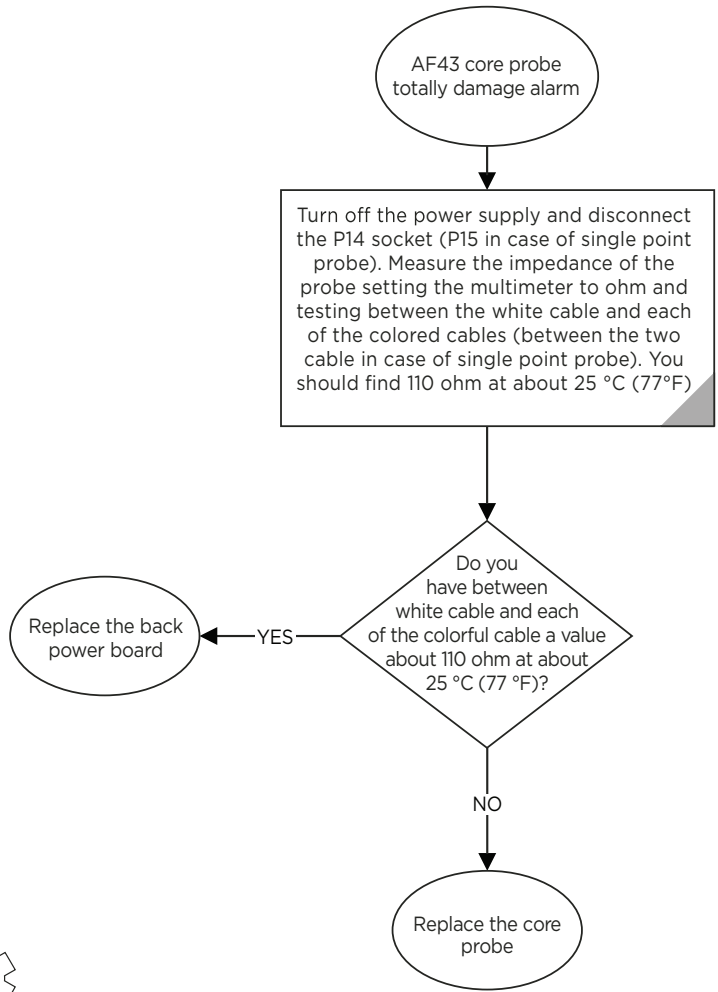 AF43 core probe
totally damage alarm
Turn off the power supply and disconnect
the P14 socket (P15 in case of single point
probe). Measure the impedance of the
probe setting the multimeter to ohm and
testing between the white cable and each
of the colored cables (between the two
cable in case of single point probe). You
should find 110 ohm at about 25 °C (77°F)
Do you
have between
white cable and each
of the colorful cable a value
about 110 ohm at about
25 °C (77 °F)?
YES
Replace the back
power board
NO
Replace the core
probe